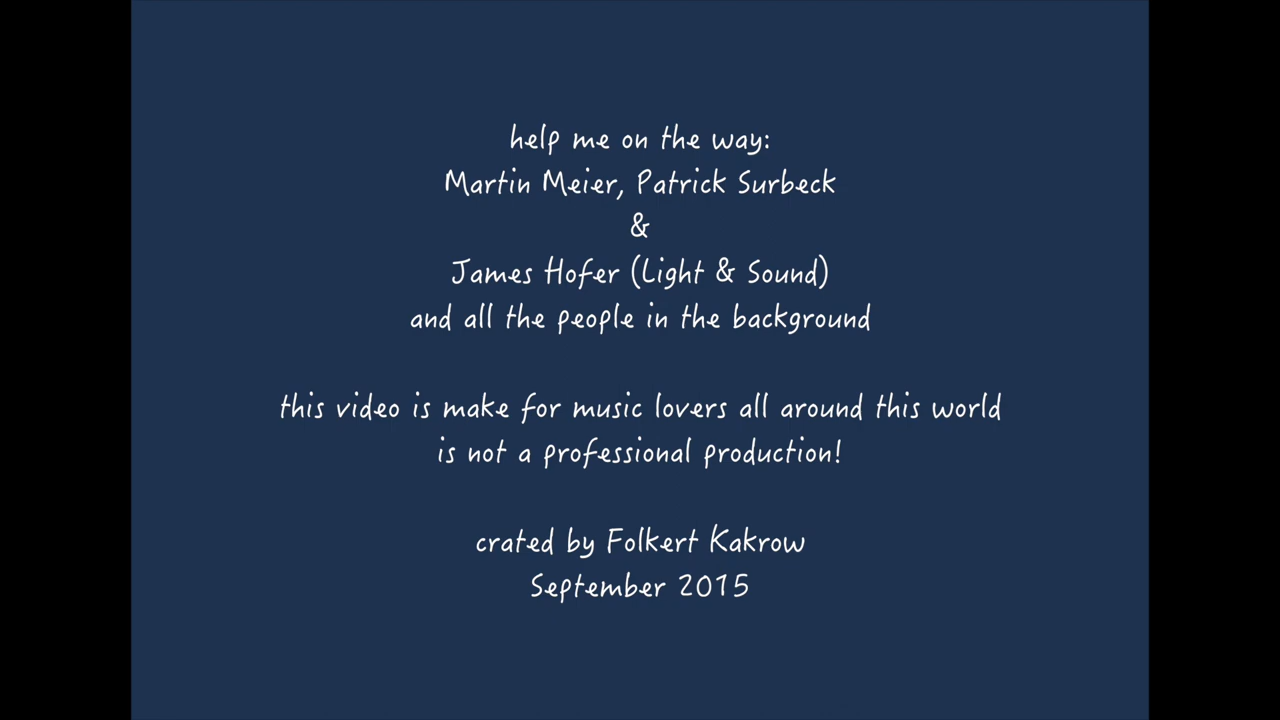 help me on the way:
Martin Meier, Patrick Surbeck
&
James Hofer (Light & Sound)
and all the people in the background
this video is make for music lovers all around this world
is not a professional production!
crated by Folkert Kakrow
September 2015